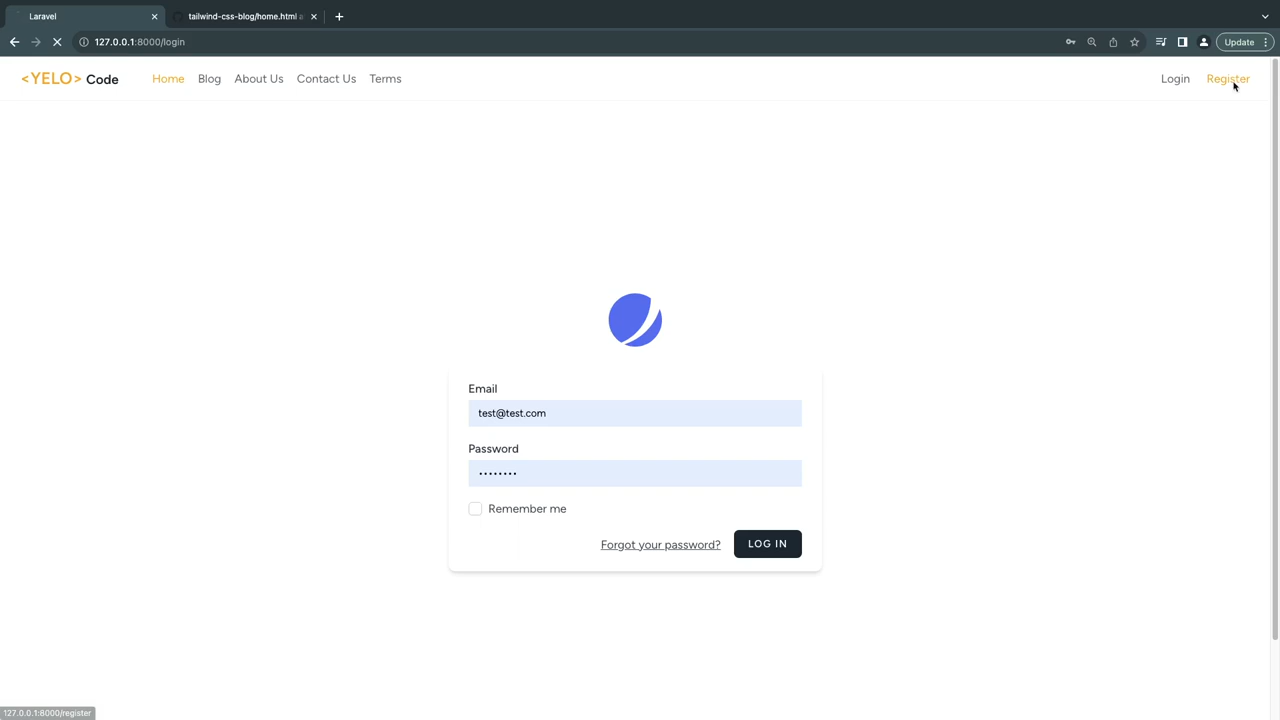 Laravel
tailwind-css-blog/home.html a
127.0.0.1:8000/login
Update
<YELO> Code Home Blog About Us Contact Us Terms Login Register
Email
test@test.com
Password
••••••••
Remember me
Forgot your password? LOG IN
127.0.0.1:8000/register